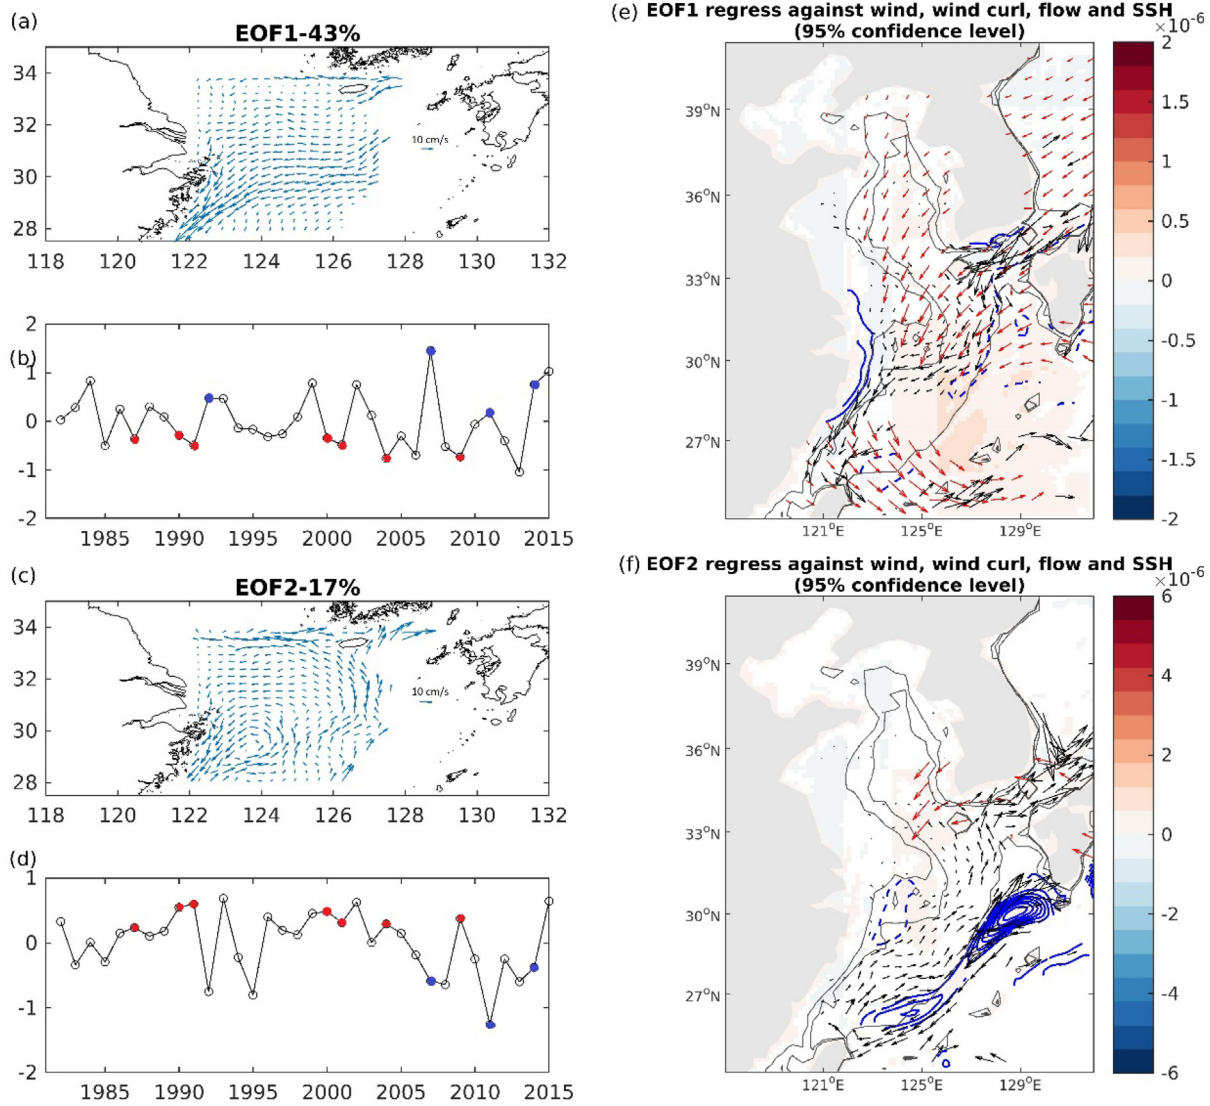 (a)
EOF1-43%
34
32
30
28
10 cm/s
118 120 122 124 126 128 130 132
(b)
2
1
0
-1
-2
1985 1990 1995 2000 2005 2010 2015
(c)
EOF2-17%
34
32
30
28
10 cm/s
118 120 122 124 126 128 130 132
(d)
1
0
-1
-2
1985 1990 1995 2000 2005 2010 2015
(e) EOF1 regress against wind, wind curl, flow and SSH
(95% confidence level)
×10⁻⁶
39°N
36°N
33°N
30°N
27°N
121°E 125°E 129°E
2
1.5
1
0.5
0
-0.5
-1
-1.5
-2
(f) EOF2 regress against wind, wind curl, flow and SSH
(95% confidence level)
×10⁻⁶
39°N
36°N
33°N
30°N
27°N
121°E 125°E 129°E
6
4
2
0
-2
-4
-6